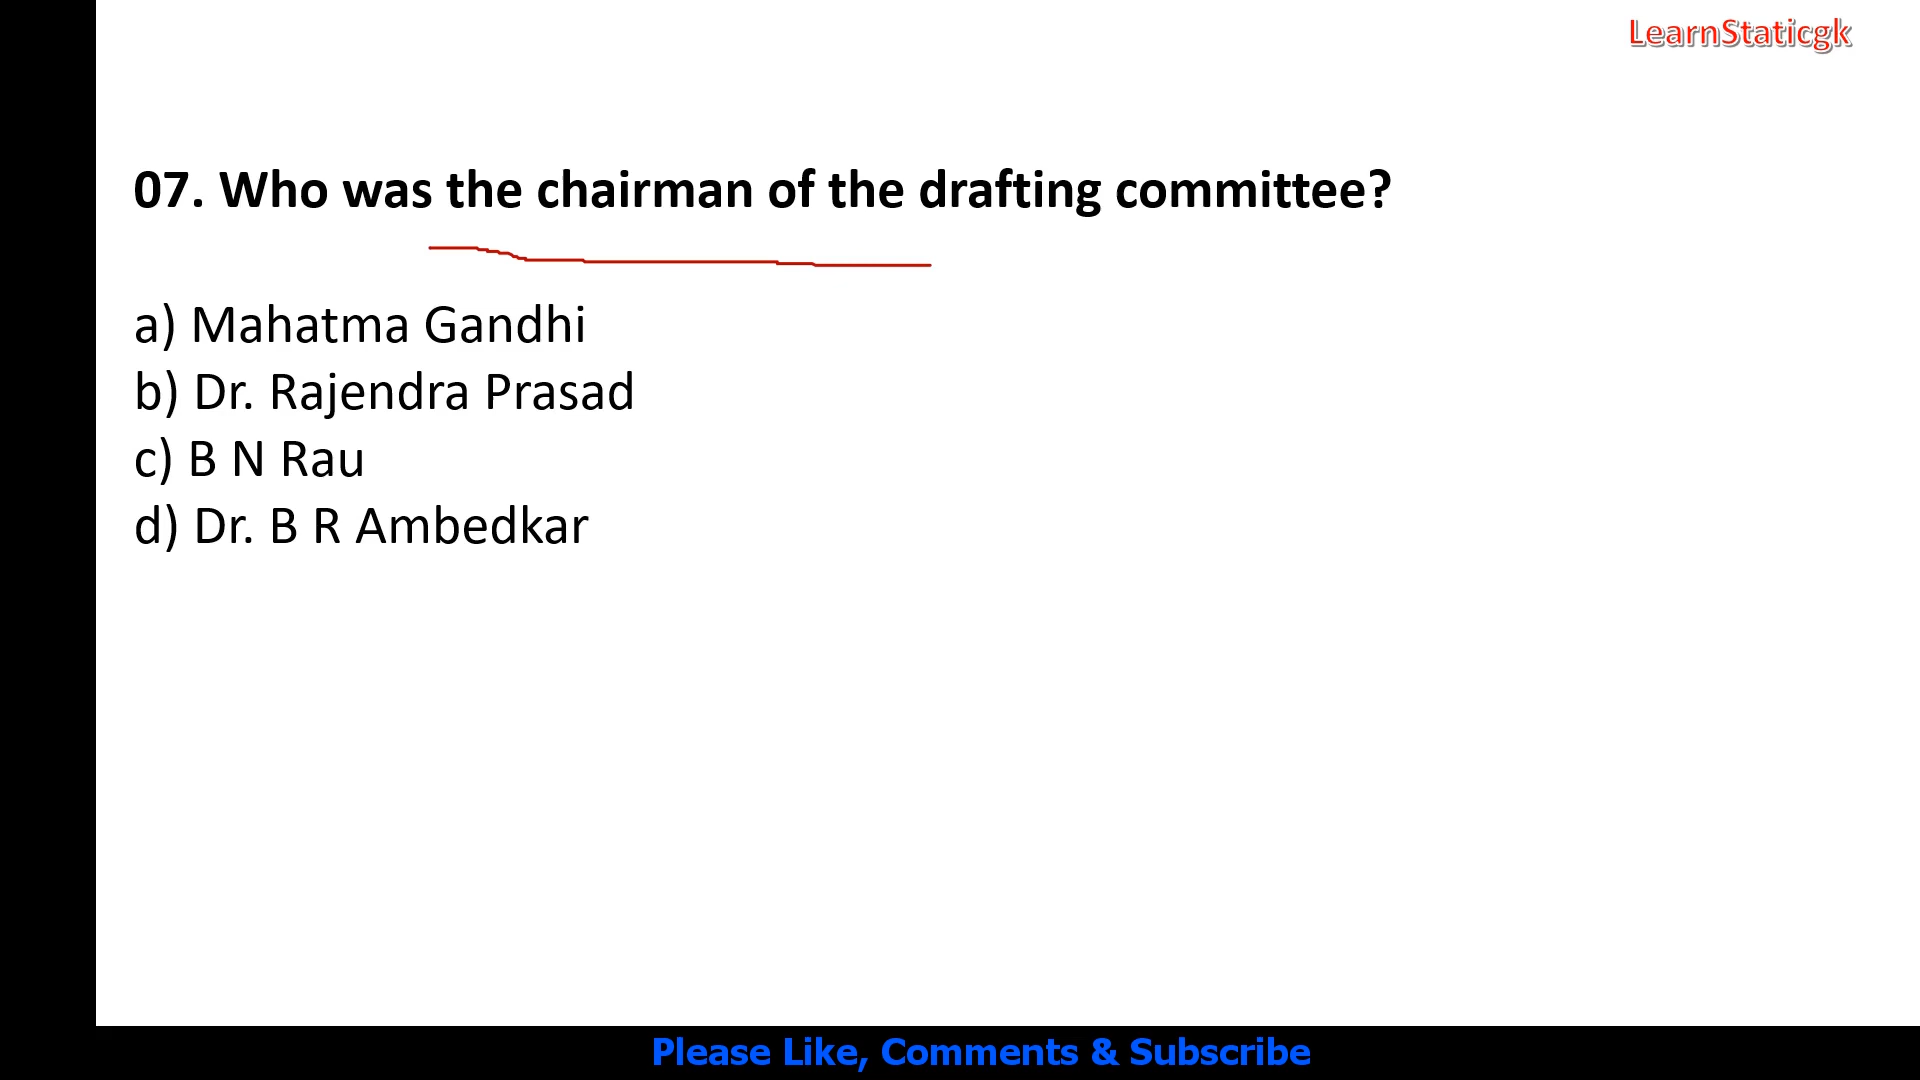 LearnStaticgk
07. Who was the chairman of the drafting committee?
a) Mahatma Gandhi
b) Dr. Rajendra Prasad
c) B N Rau
d) Dr. B R Ambedkar
Please Like, Comments & Subscribe